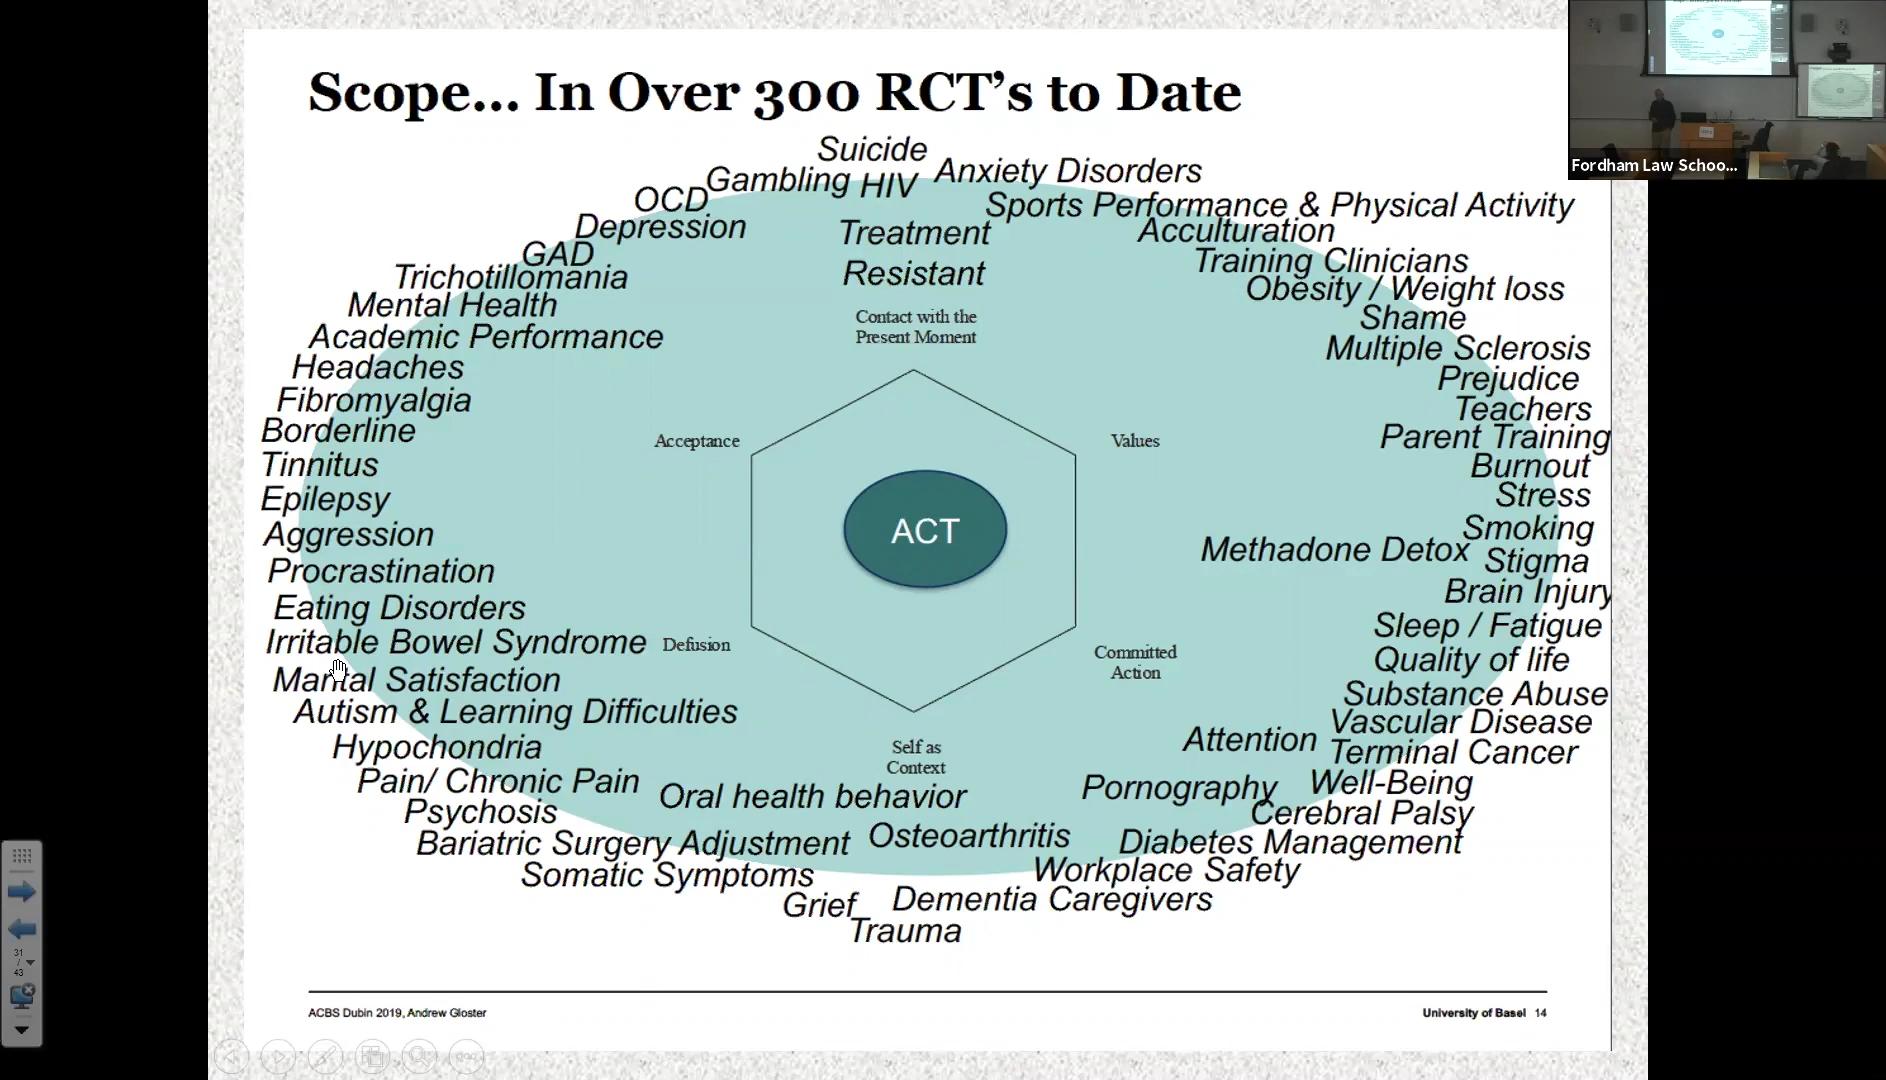 Scope... In Over 300 RCT's to Date
Suicide
Gambling
HIV
Anxiety Disorders
OCD
Sports Performance & Physical Activity
Depression
Treatment
Resistant
Acculturation
GAD
Training Clinicians
Trichotillomania
Obesity / Weight loss
Mental Health
Shame
Contact with the
Present Moment
Academic Performance
Multiple Sclerosis
Headaches
Prejudice
Fibromyalgia
Teachers
Borderline
Acceptance
Values
Parent Training
Tinnitus
Burnout
Epilepsy
Stress
Aggression
ACT
Smoking
Methadone Detox
Stigma
Procrastination
Brain Injury
Eating Disorders
Sleep / Fatigue
Irritable Bowel Syndrome
Defusion
Committed
Action
Quality of life
Marital Satisfaction
Substance Abuse
Autism & Learning Difficulties
Vascular Disease
Attention
Terminal Cancer
Hypochondria
Self as
Context
Pain/ Chronic Pain
Oral health behavior
Pornography
Well-Being
Psychosis
Cerebral Palsy
Bariatric Surgery Adjustment
Osteoarthritis
Diabetes Management
Somatic Symptoms
Workplace Safety
Grief
Dementia Caregivers
Trauma
ACBS Dubin 2019, Andrew Gloster
University of Basel 14
Fordham Law Schoo...
31
/
43